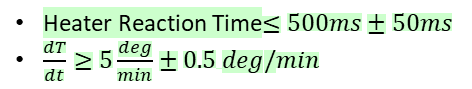 • Heater Reaction Time≤ 500ms ± 50ms
• dT/dt ≥ 5 deg/min ± 0.5 deg/min